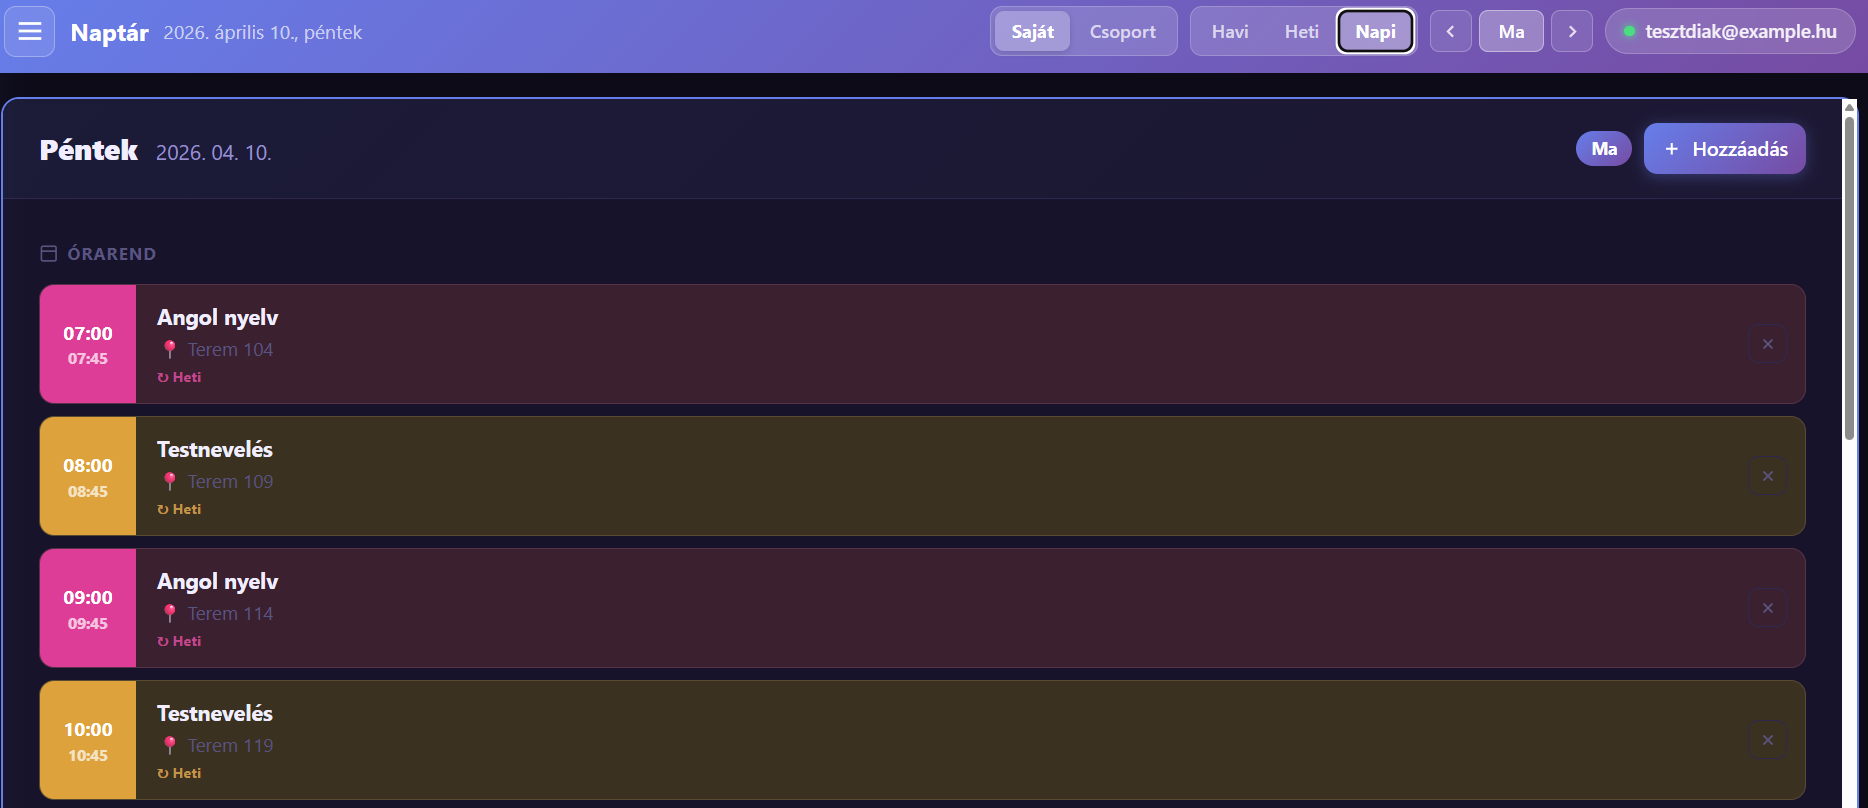 Naptár 2026. április 10., péntek Saját Csoport Havi Heti Napi Ma tesztdiak@example.hu
Péntek 2026. 04. 10. Ma + Hozzáadás
ÓRAREND
07:00
07:45
Angol nyelv
Terem 104
↻ Heti
08:00
08:45
Testnevelés
Terem 109
↻ Heti
09:00
09:45
Angol nyelv
Terem 114
↻ Heti
10:00
10:45
Testnevelés
Terem 119
↻ Heti